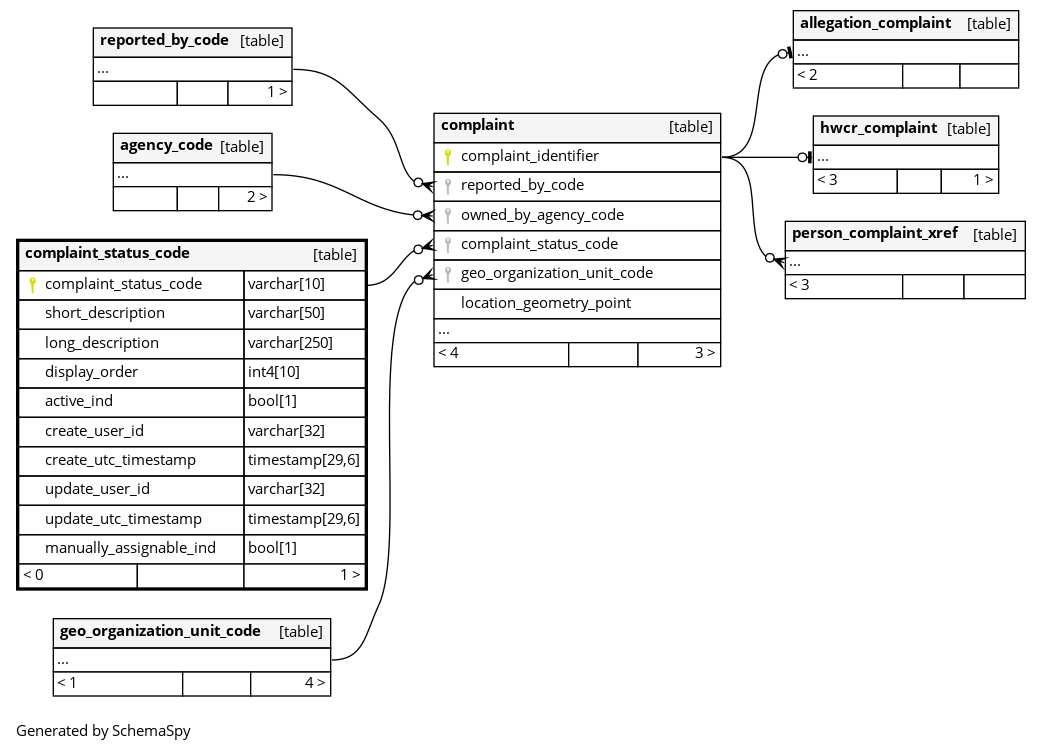 reported_by_code [table]
...
1 >
agency_code [table]
...
2 >
complaint_status_code [table]
complaint_status_code varchar[10]
short_description varchar[50]
long_description varchar[250]
display_order int4[10]
active_ind bool[1]
create_user_id varchar[32]
create_utc_timestamp timestamp[29,6]
update_user_id varchar[32]
update_utc_timestamp timestamp[29,6]
manually_assignable_ind bool[1]
< 0 1 >
geo_organization_unit_code [table]
...
< 1 4 >
complaint [table]
complaint_identifier
reported_by_code
owned_by_agency_code
complaint_status_code
geo_organization_unit_code
location_geometry_point
...
< 4 3 >
allegation_complaint [table]
...
< 2
hwcr_complaint [table]
...
< 3 1 >
person_complaint_xref [table]
...
< 3
Generated by SchemaSpy